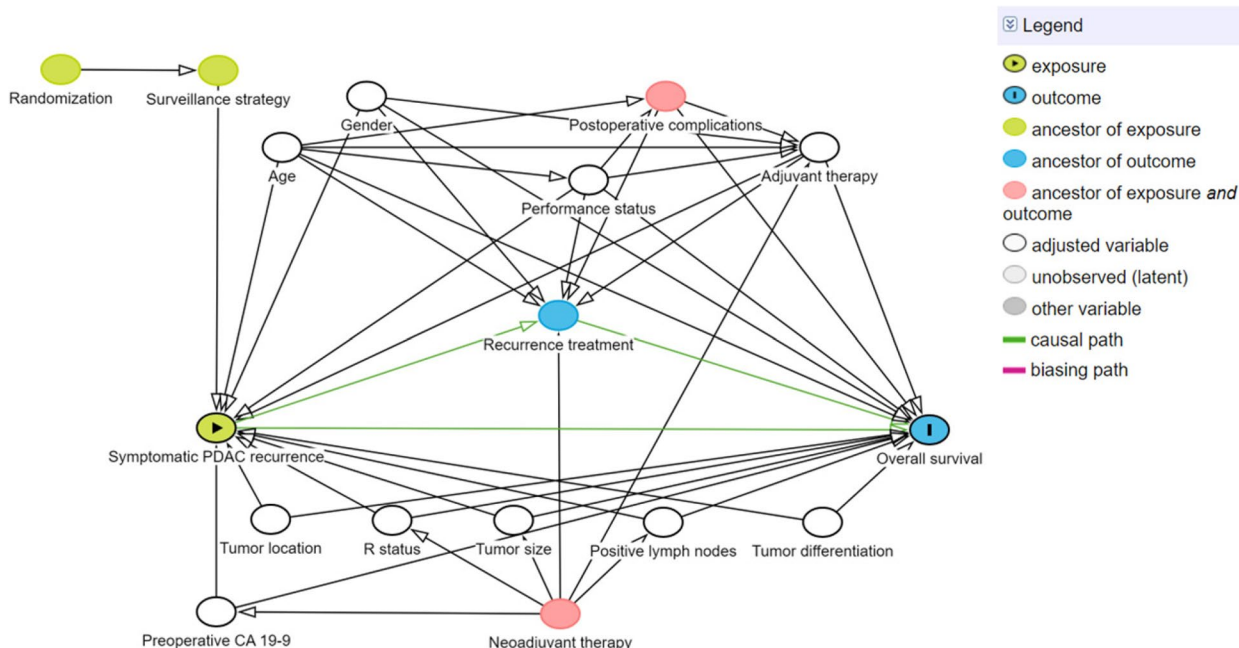 Legend
exposure
outcome
ancestor of exposure
ancestor of outcome
ancestor of exposure and
outcome
adjusted variable
unobserved (latent)
other variable
causal path
biasing path
Randomization
Surveillance strategy
Gender
Postoperative complications
Age
Adjuvant therapy
Performance status
Recurrence treatment
Symptomatic PDAC recurrence
Overall survival
Tumor location
R status
Tumor size
Positive lymph nodes
Tumor differentiation
Preoperative CA 19-9
Neoadjuvant therapy